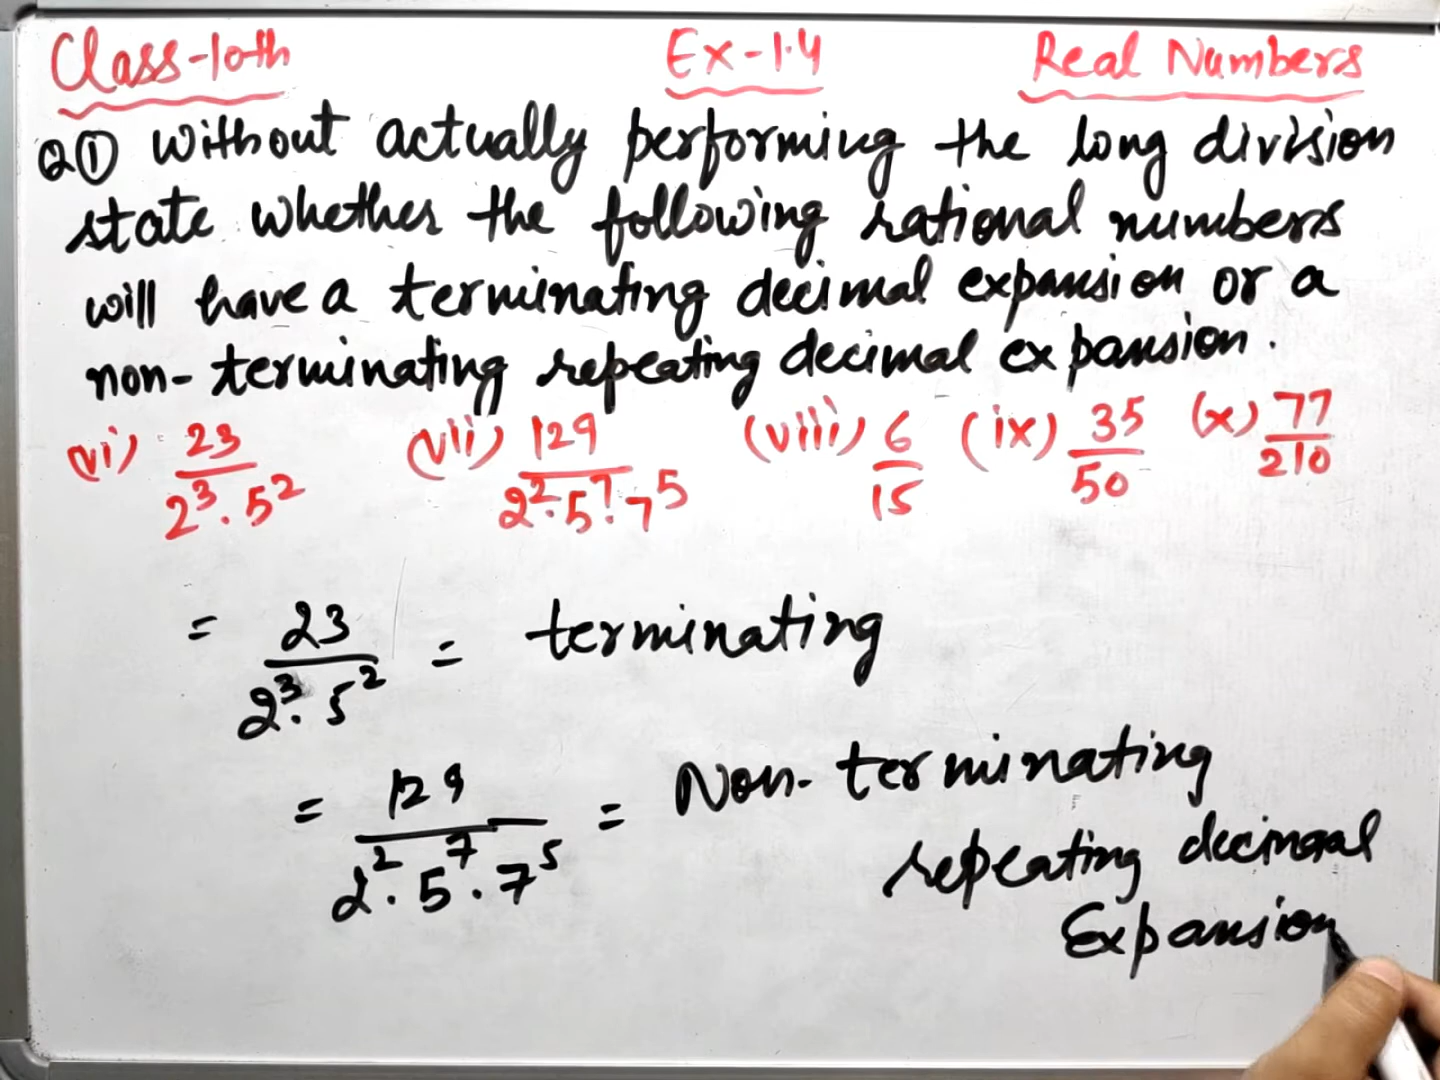 Class-10th Ex-1.4 Real Numbers
Q① Without actually performing the long division
state whether the following rational numbers
will have a terminating decimal expansion or a
non-terminating repeating decimal expansion.
(vi) 23/2³·5² (vii) 129/2²·5⁷·7⁵ (viii) 6/15 (ix) 35/50 (x) 77/210
= 23/2³·5² = terminating
= 129/2²·5⁷·7⁵ = Non-terminating
repeating decimal
Expansion